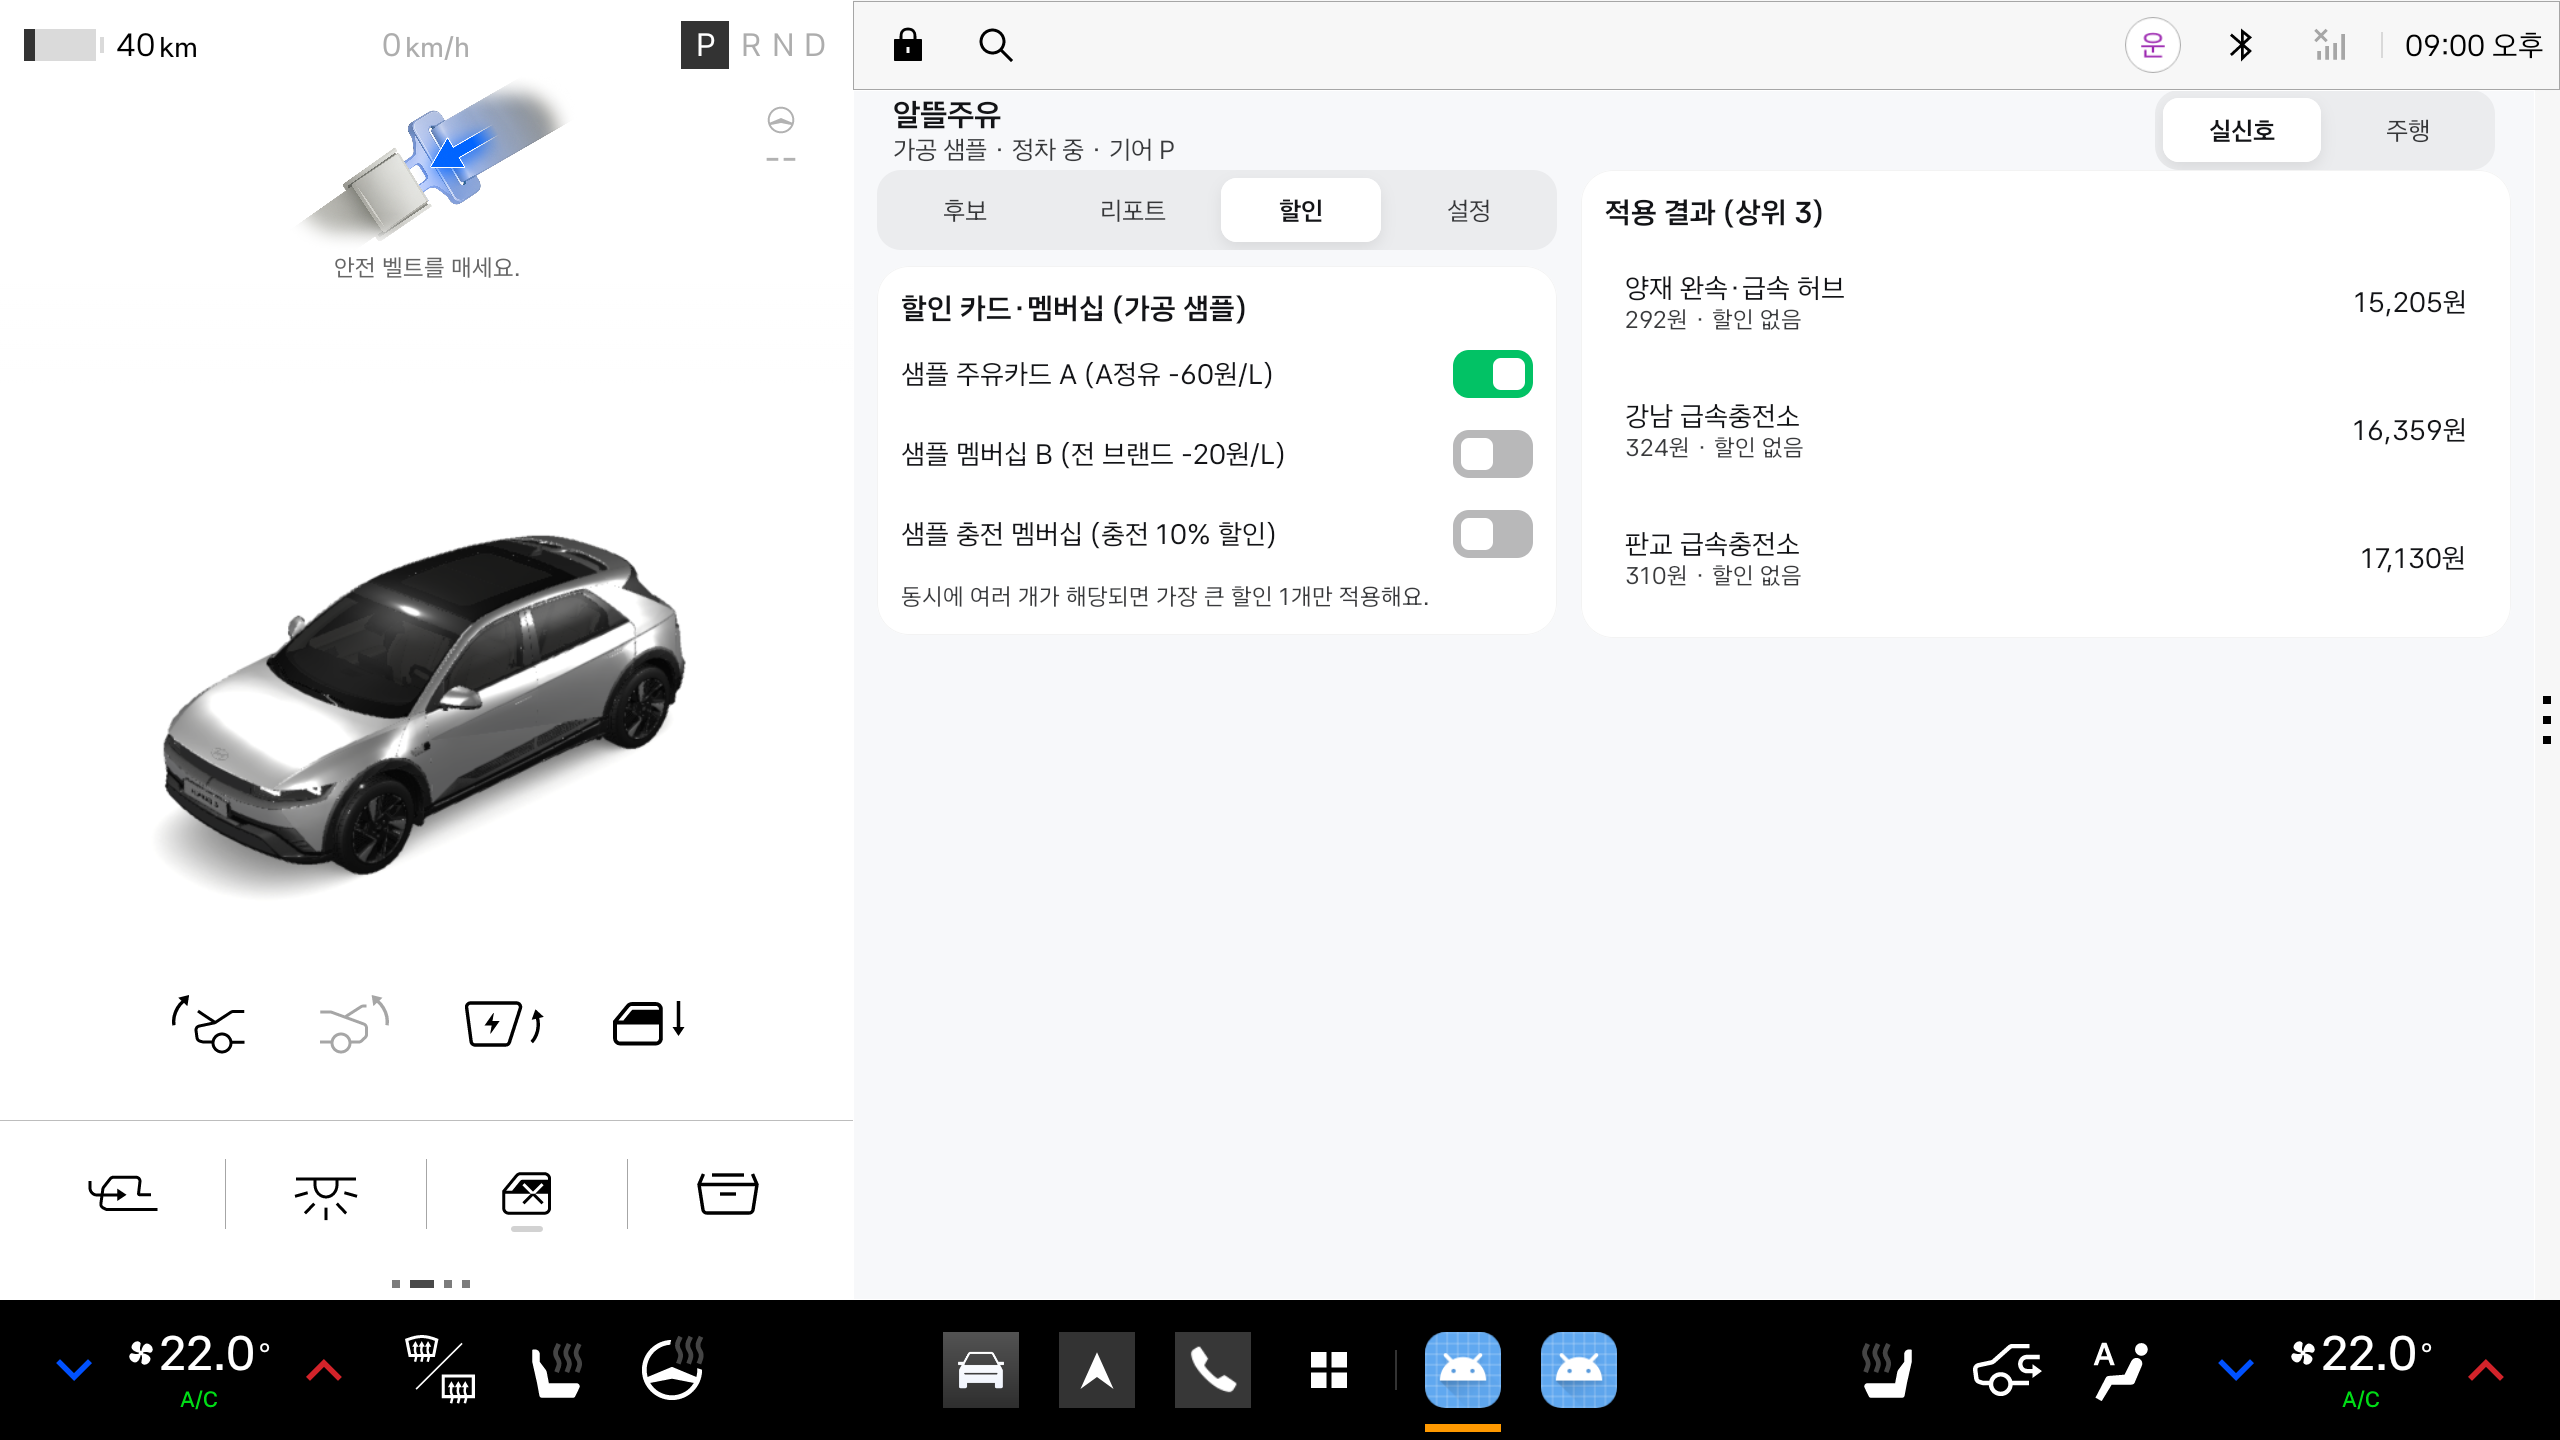 40 km
0 km/h
P R N D
09:00 오후
운
안전 벨트를 매세요.
알뜰주유
가공 샘플 · 정차 중 · 기어 P
실신호
주행
후보
리포트
할인
설정
할인 카드·멤버십 (가공 샘플)
샘플 주유카드 A (A정유 -60원/L)
샘플 멤버십 B (전 브랜드 -20원/L)
샘플 충전 멤버십 (충전 10% 할인)
동시에 여러 개가 해당되면 가장 큰 할인 1개만 적용해요.
적용 결과 (상위 3)
양재 완속·급속 허브
292원 · 할인 없음
15,205원
강남 급속충전소
324원 · 할인 없음
16,359원
판교 급속충전소
310원 · 할인 없음
17,130원
22.0°
A/C
A
22.0°
A/C